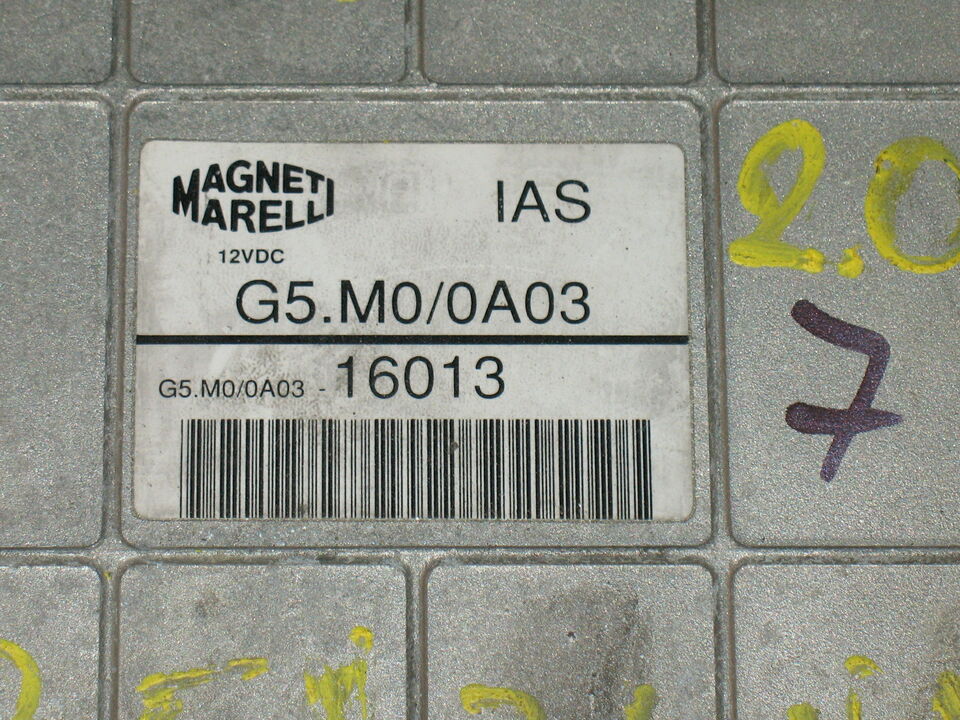 MAGNETI
MARELLI
IAS
12VDC
G5.M0/0A03
G5.M0/0A03 - 16013
2.0
7